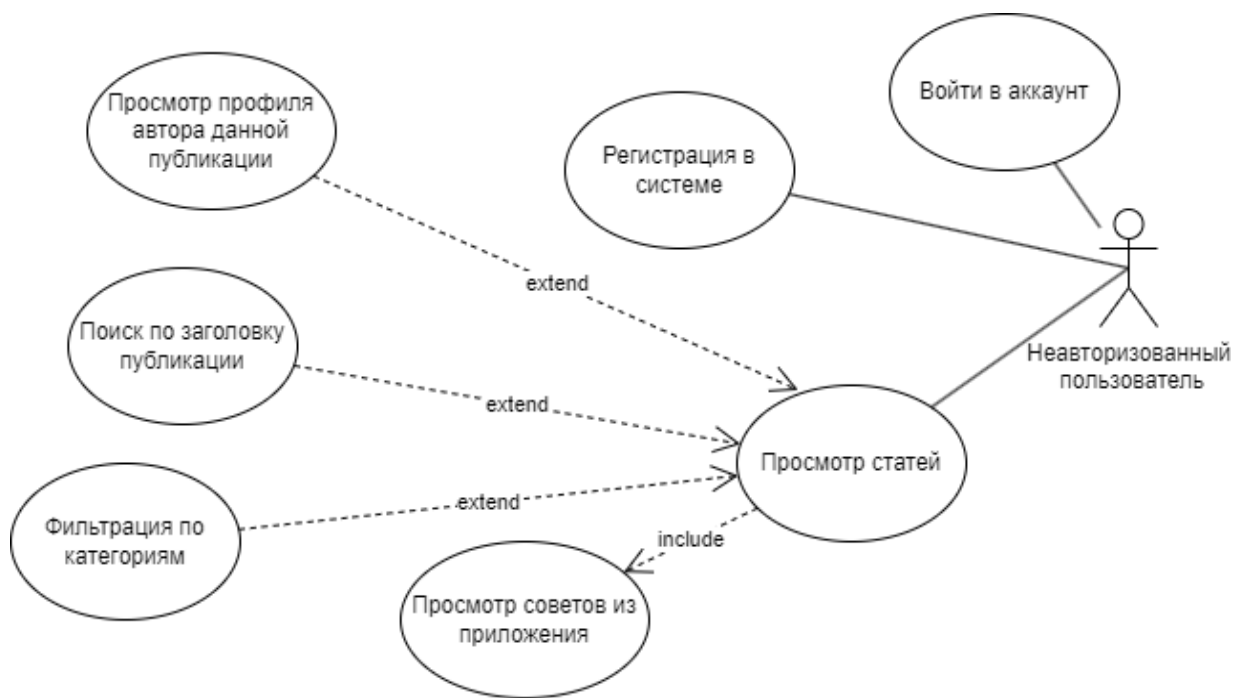 Просмотр профиля
автора данной
публикации
Войти в аккаунт
Регистрация в
системе
extend
Поиск по заголовку
публикации
Неавторизованный
пользователь
extend
Просмотр статей
extend
Фильтрация по
категориям
include
Просмотр советов из
приложения